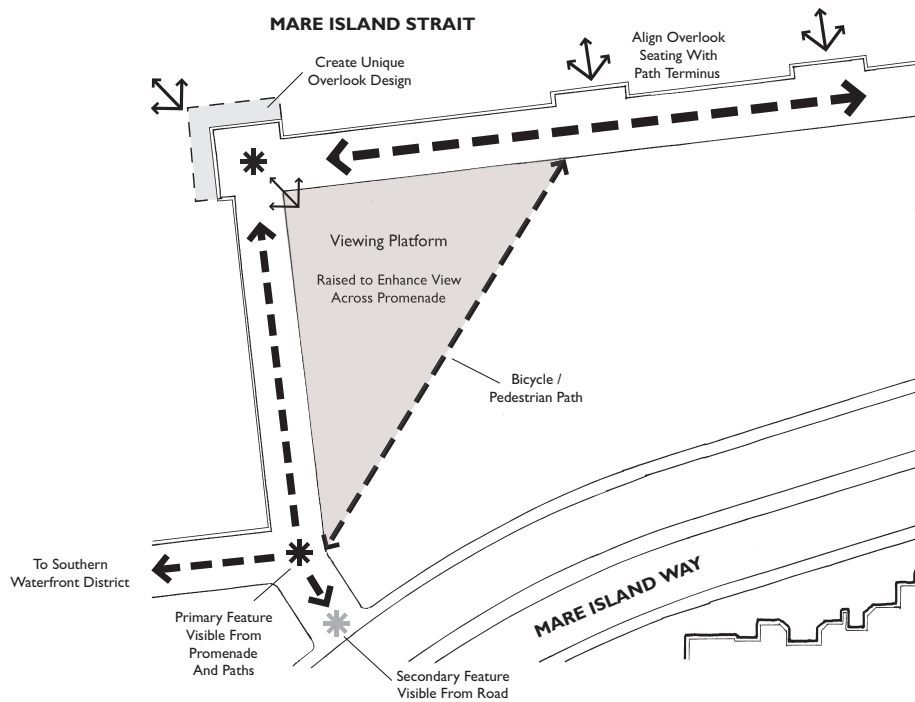 MARE ISLAND STRAIT
Create Unique
Overlook Design
Align Overlook
Seating With
Path Terminus
Viewing Platform
Raised to Enhance View
Across Promenade
Bicycle /
Pedestrian Path
To Southern
Waterfront District
MARE ISLAND WAY
Primary Feature
Visible From
Promenade
And Paths
Secondary Feature
Visible From Road